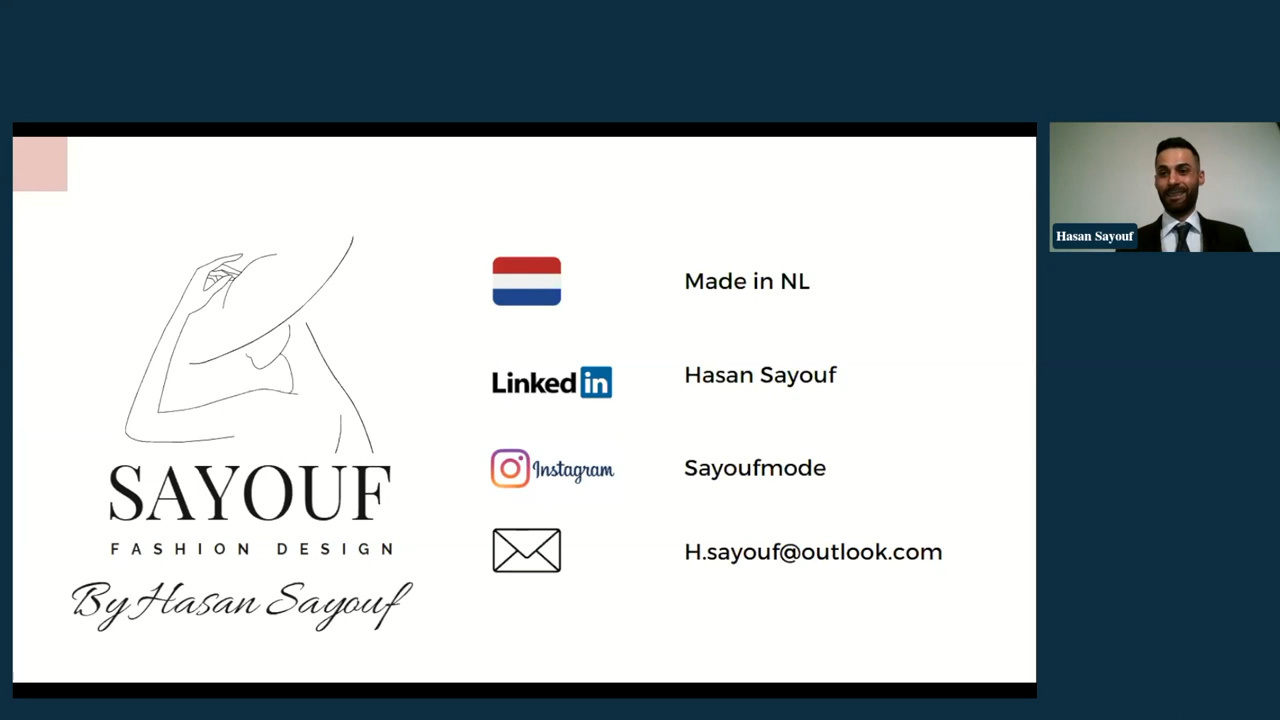 Made in NL
Linked in
Hasan Sayouf
Instagram
Sayoufmode
H.sayouf@outlook.com
SAYOUF
FASHION DESIGN
By Hasan Sayouf
Hasan Sayouf